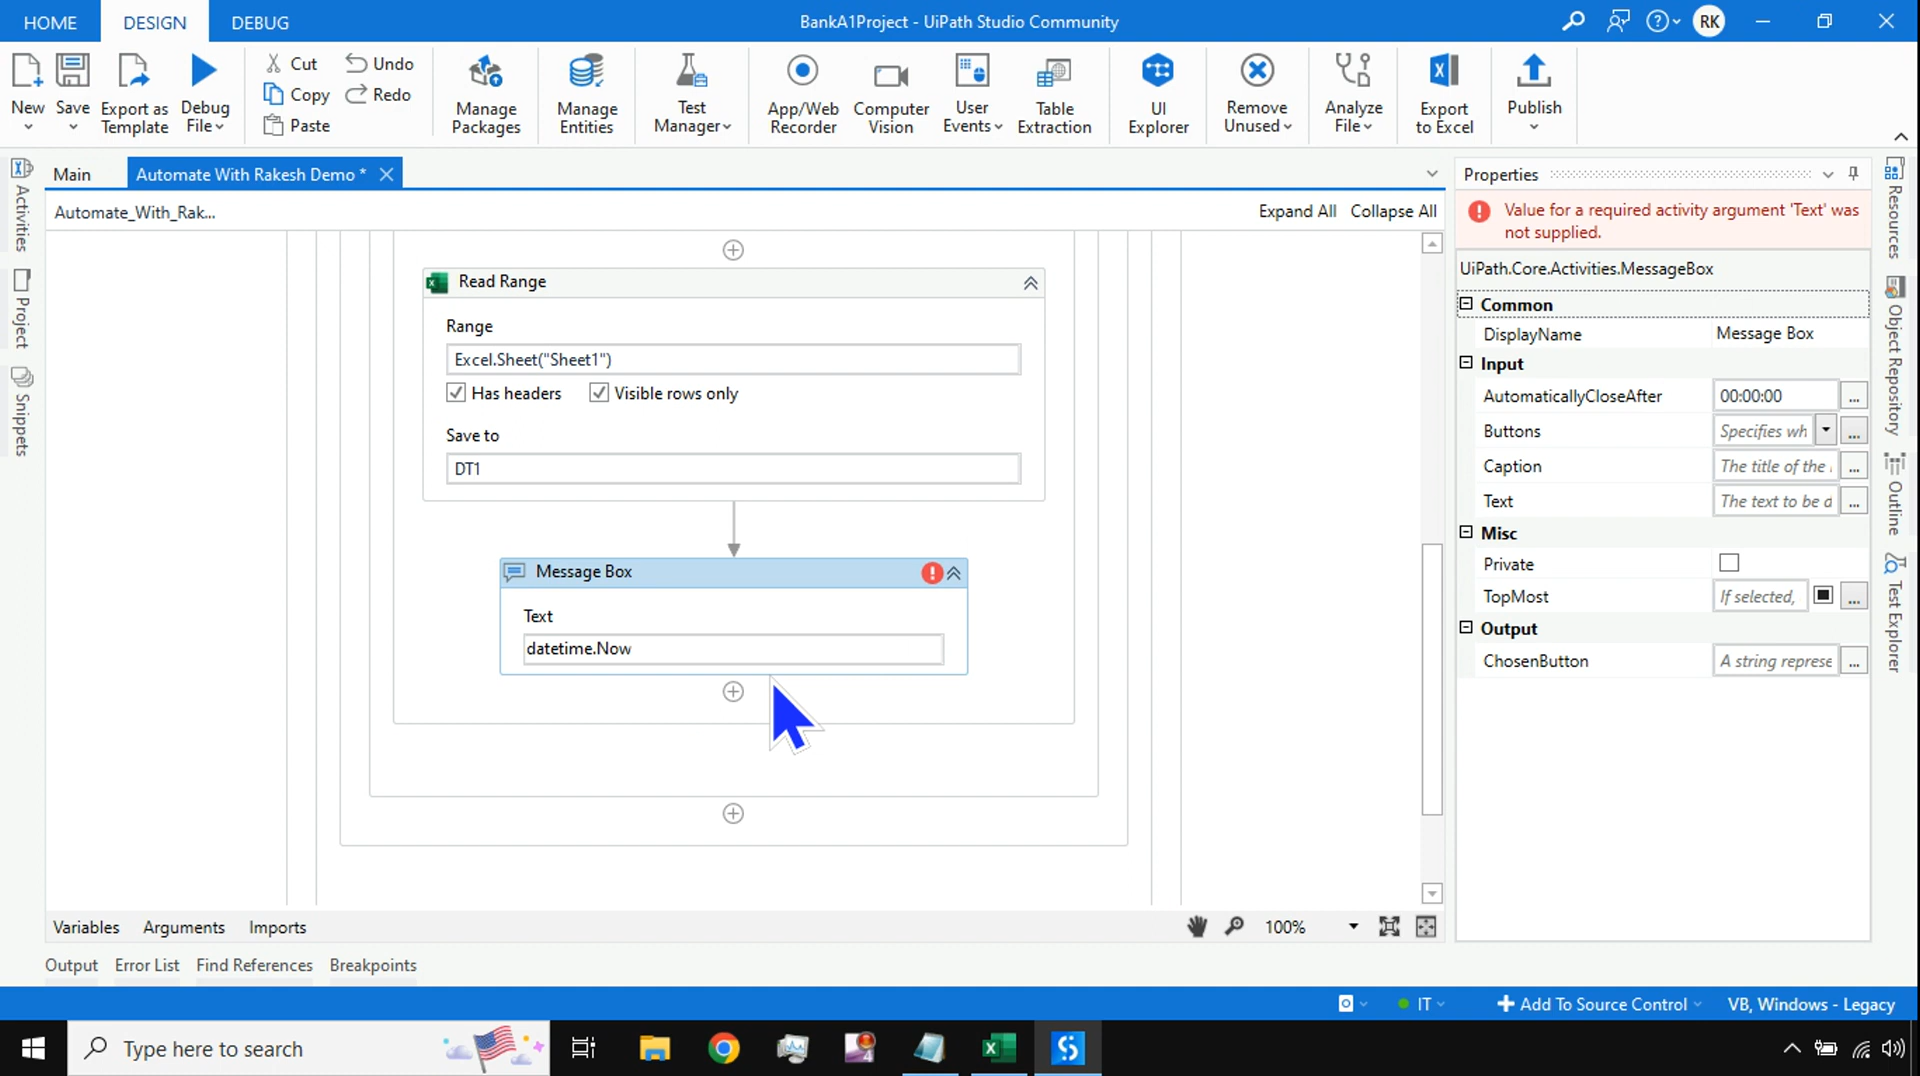 HOME DESIGN DEBUG BankA1Project - UiPath Studio Community RK
New
Save
Export as
Template
Debug
File
Cut
Copy
Paste
Undo
Redo
Manage
Packages
Manage
Entities
Test
Manager
App/Web
Recorder
Computer
Vision
User
Events
Table
Extraction
UI
Explorer
Remove
Unused
Analyze
File
Export
to Excel
Publish
Main Automate With Rakesh Demo *
Automate_With_Rak... Expand All Collapse All
Activities
Project
Snippets
Read Range
Range
Excel.Sheet("Sheet1")
Has headers Visible rows only
Save to
DT1
Message Box
Text
datetime.Now
Properties
Value for a required activity argument 'Text' was
not supplied.
UiPath.Core.Activities.MessageBox
Common
DisplayName Message Box
Input
AutomaticallyCloseAfter 00:00:00 ...
Buttons Specifies wh ...
Caption The title of the ...
Text The text to be d ...
Misc
Private
TopMost If selected, ...
Output
ChosenButton A string represe ...
Resources
Object Repository
Outline
Test Explorer
Variables Arguments Imports 100%
Output Error List Find References Breakpoints
IT Add To Source Control VB, Windows - Legacy
Type here to search
4